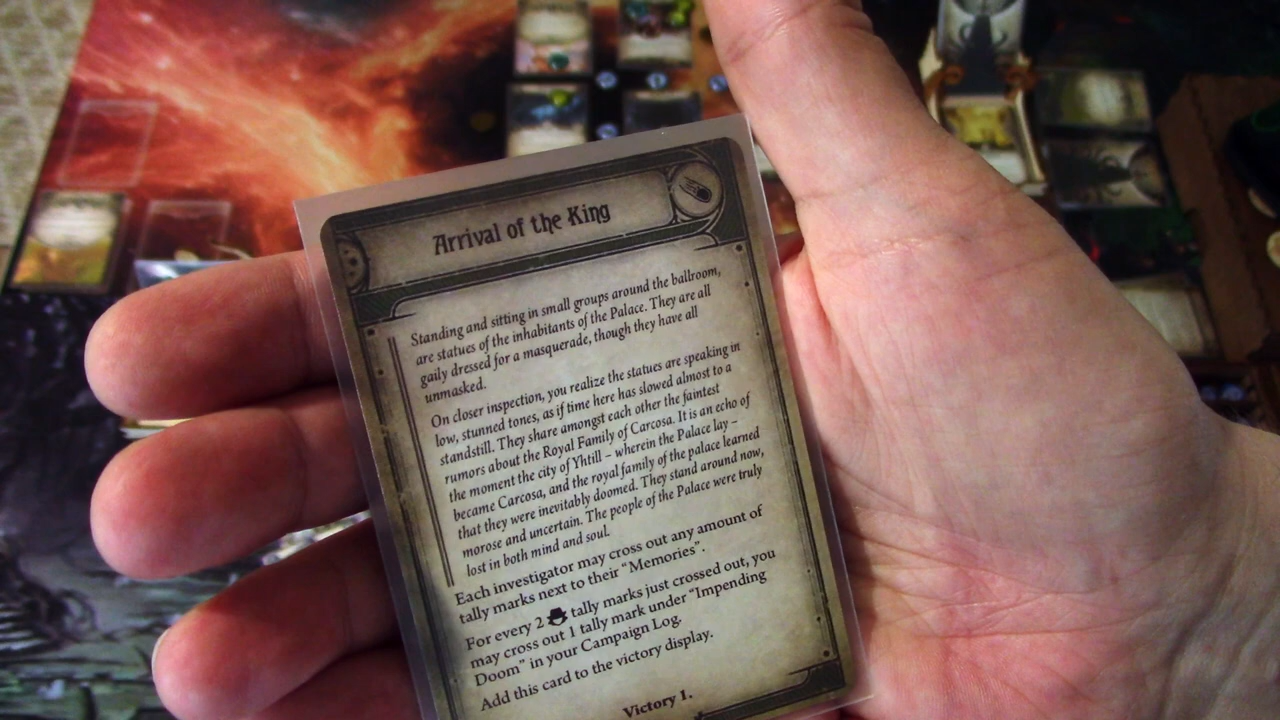 Arrival of the King
Standing and sitting in small groups around the ballroom,
are statues of the inhabitants of the Palace. They are all
gaily dressed for a masquerade, though they have all
unmasked.
On closer inspection, you realize the statues are speaking in
low, stunned tones, as if time here has slowed almost to a
standstill. They share amongst each other the faintest
rumors about the Royal Family of Carcosa. It is an echo of
the moment the city of Yhtill – wherein the Palace lay –
became Carcosa, and the royal family of the palace learned
that they were inevitably doomed. They stand around now,
morose and uncertain. The people of the Palace were truly
lost in both mind and soul.
Each investigator may cross out any amount of
tally marks next to their “Memories”.
For every 2 tally marks just crossed out, you
may cross out 1 tally mark under “Impending
Doom” in your Campaign Log.
Add this card to the victory display.
Victory 1.